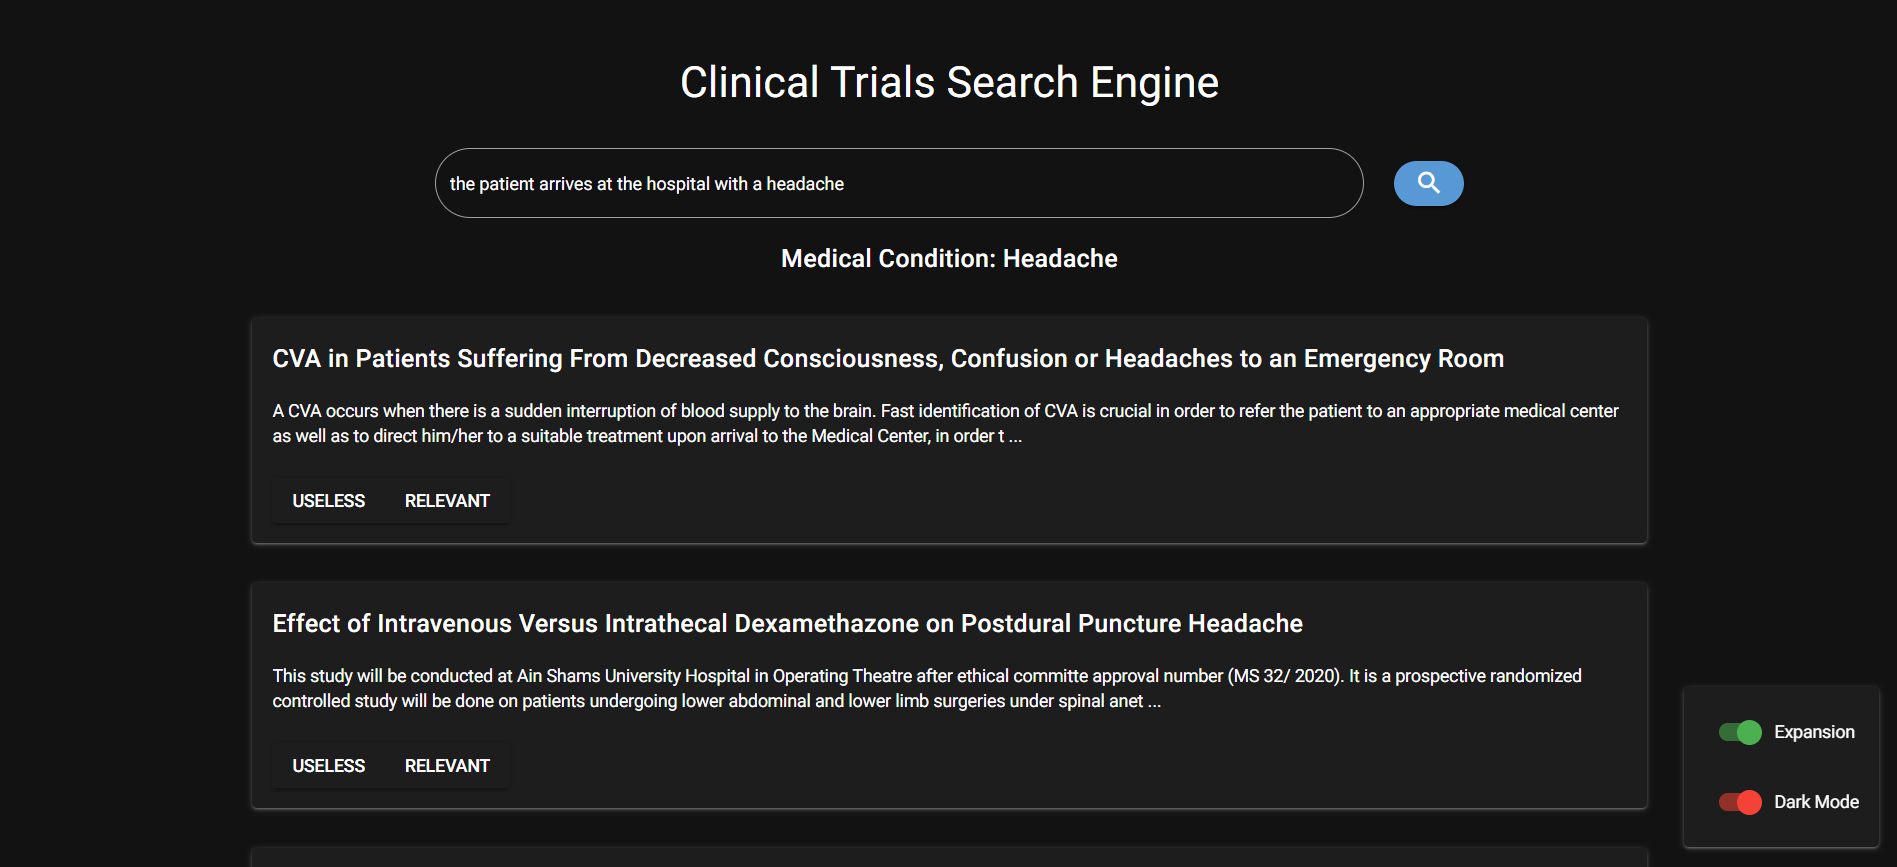 Clinical Trials Search Engine
the patient arrives at the hospital with a headache
Medical Condition: Headache
CVA in Patients Suffering From Decreased Consciousness, Confusion or Headaches to an Emergency Room
A CVA occurs when there is a sudden interruption of blood supply to the brain. Fast identification of CVA is crucial in order to refer the patient to an appropriate medical center
as well as to direct him/her to a suitable treatment upon arrival to the Medical Center, in order t ...
USELESS RELEVANT
Effect of Intravenous Versus Intrathecal Dexamethazone on Postdural Puncture Headache
This study will be conducted at Ain Shams University Hospital in Operating Theatre after ethical committe approval number (MS 32/ 2020). It is a prospective randomized
controlled study will be done on patients undergoing lower abdominal and lower limb surgeries under spinal anet ...
USELESS RELEVANT
Expansion
Dark Mode